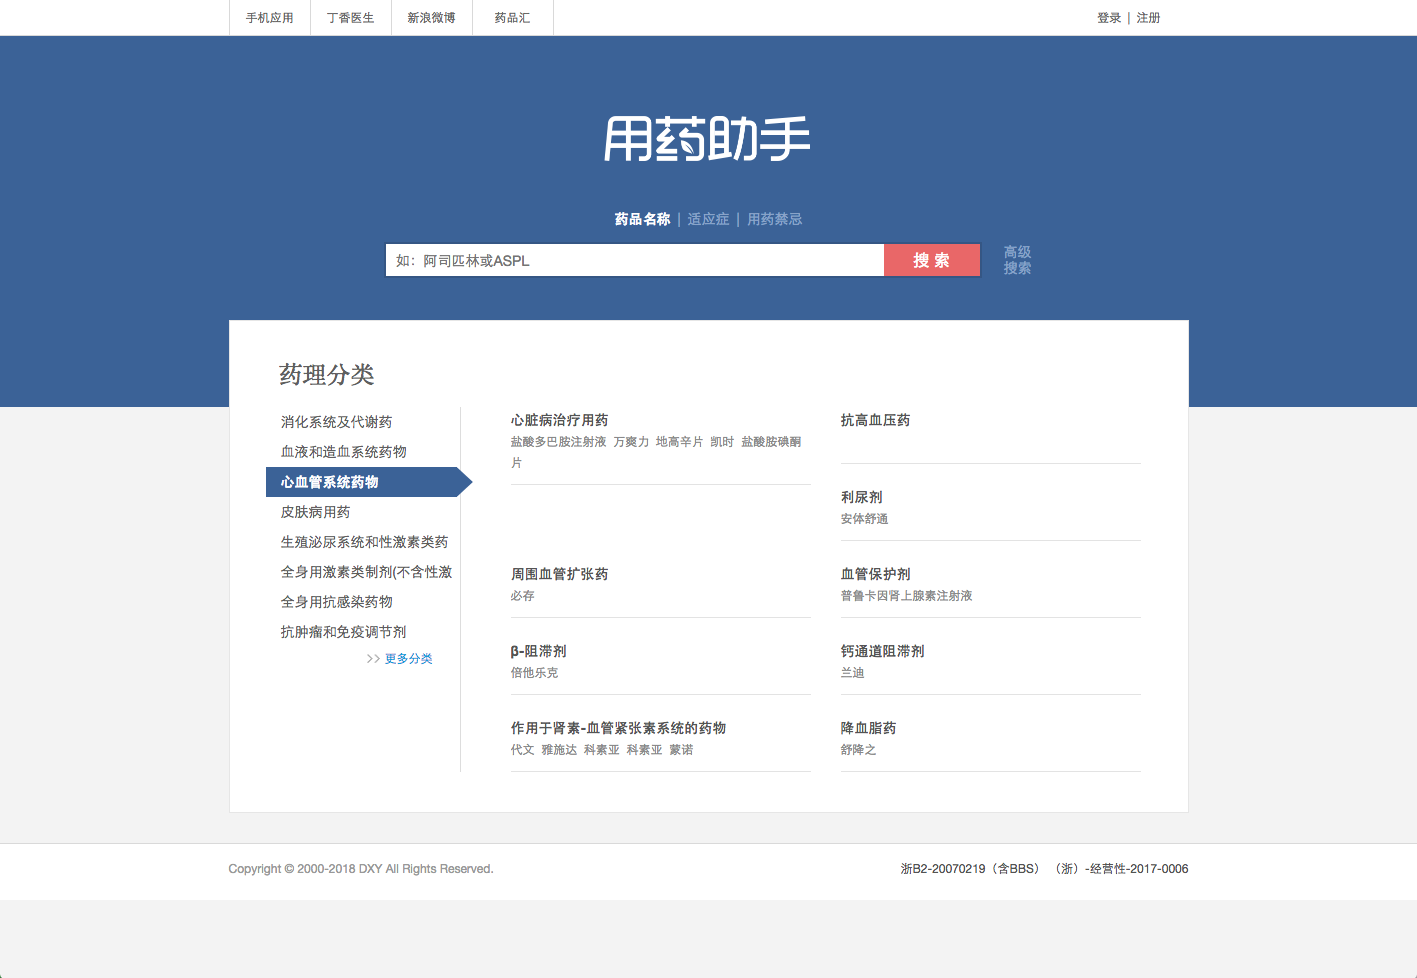 手机应用 丁香医生 新浪微博 药品汇 登录 | 注册
用药助手
药品名称 | 适应症 | 用药禁忌
如：阿司匹林或ASPL 搜 索 高级
搜索
药理分类
消化系统及代谢药
血液和造血系统药物
心血管系统药物
皮肤病用药
生殖泌尿系统和性激素类药
全身用激素类制剂(不含性激
全身用抗感染药物
抗肿瘤和免疫调节剂
>> 更多分类
心脏病治疗用药
盐酸多巴胺注射液 万爽力 地高辛片 凯时 盐酸胺碘酮
片
抗高血压药
利尿剂
安体舒通
周围血管扩张药
必存
血管保护剂
普鲁卡因肾上腺素注射液
β-阻滞剂
倍他乐克
钙通道阻滞剂
兰迪
作用于肾素-血管紧张素系统的药物
代文 雅施达 科素亚 科素亚 蒙诺
降血脂药
舒降之
Copyright © 2000-2018 DXY All Rights Reserved. 浙B2-20070219（含BBS） （浙）-经营性-2017-0006